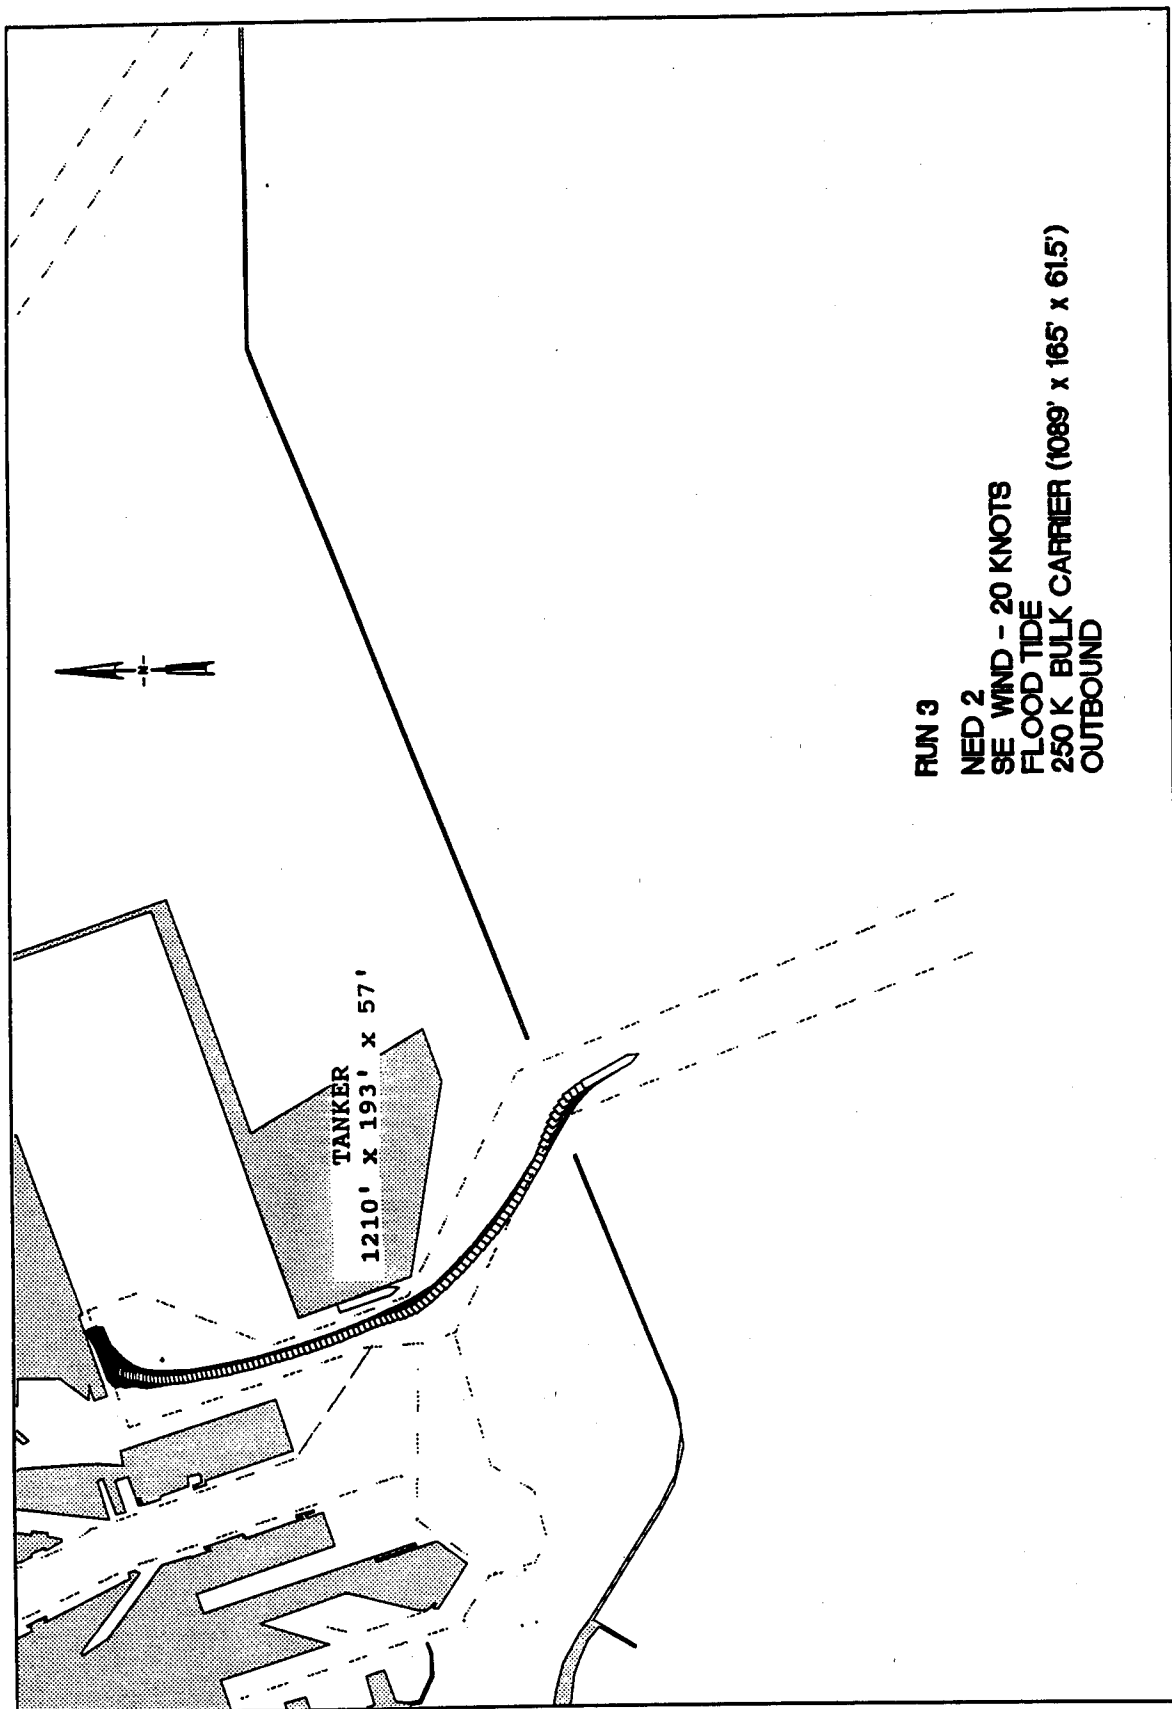 -N-
TANKER
1210' x 193' x 57'
RUN 3
NED 2
SE WIND - 20 KNOTS
FLOOD TIDE
250 K BULK CARRIER (1089' x 165' x 61.5')
OUTBOUND